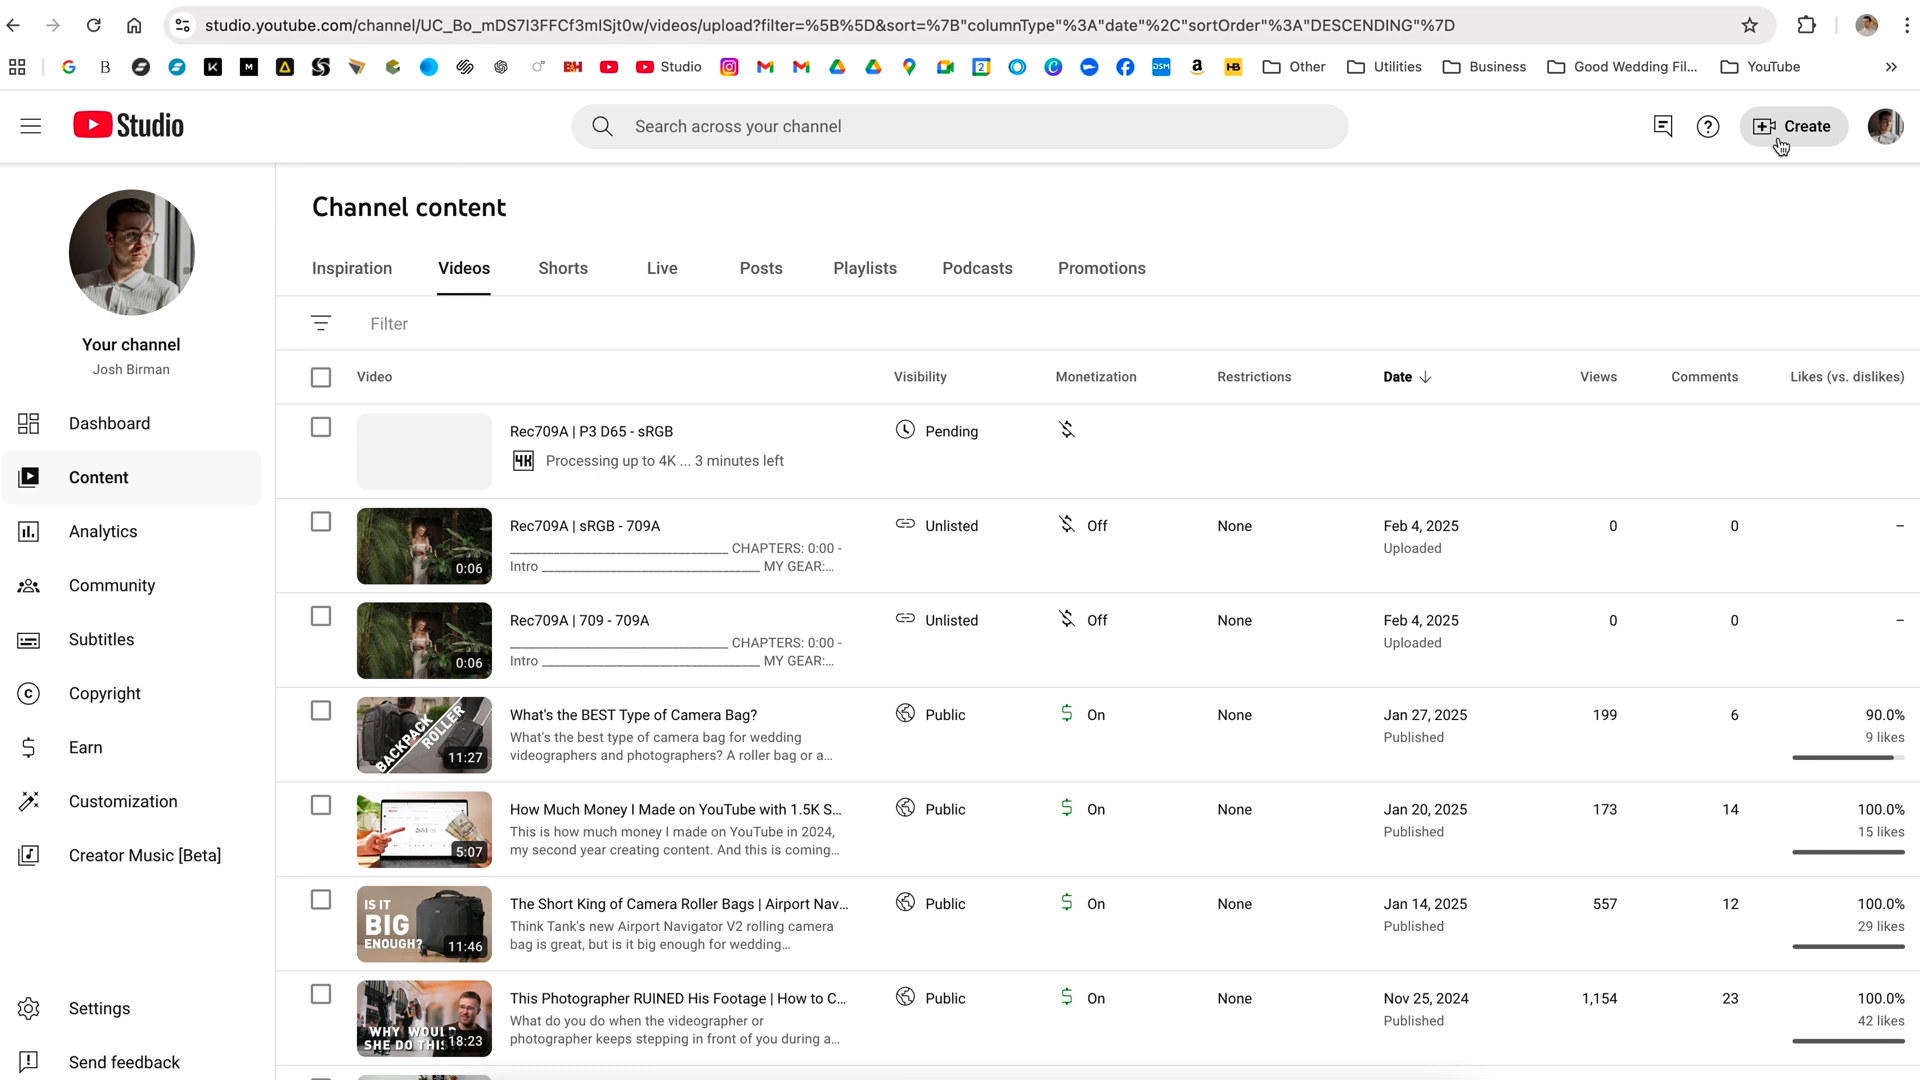 studio.youtube.com/channel/UC_Bo_mDS7I3FFCf3mISjt0w/videos/upload?filter=%5B%5D&sort=%7B"columnType"%3A"date"%2C"sortOrder"%3A"DESCENDING"%7D
Studio Other Utilities Business Good Wedding Fil... YouTube »
Studio Search across your channel Create
Channel content
Inspiration Videos Shorts Live Posts Playlists Podcasts Promotions
Filter
Your channel
Josh Birman
Dashboard
Content
Analytics
Community
Subtitles
Copyright
Earn
Customization
Creator Music [Beta]
Settings
Send feedback
Video Visibility Monetization Restrictions Date Views Comments Likes (vs. dislikes)
Rec709A | P3 D65 - sRGB Pending
4K Processing up to 4K ... 3 minutes left
Rec709A | sRGB - 709A Unlisted Off None Feb 4, 2025 0 0 –
__________________________________ CHAPTERS: 0:00 - Uploaded
0:06 Intro __________________________________ MY GEAR:...
Rec709A | 709 - 709A Unlisted Off None Feb 4, 2025 0 0 –
__________________________________ CHAPTERS: 0:00 - Uploaded
0:06 Intro __________________________________ MY GEAR:...
BACKPACK ROLLER 11:27
What's the BEST Type of Camera Bag? Public On None Jan 27, 2025 199 6 90.0%
What's the best type of camera bag for wedding Published 9 likes
videographers and photographers? A roller bag or a...
How Much Money I Made on YouTube with 1.5K S... Public On None Jan 20, 2025 173 14 100.0%
This is how much money I made on YouTube in 2024, Published 15 likes
5:07 my second year creating content. And this is coming...
IS IT
BIG
ENOUGH? 11:46
The Short King of Camera Roller Bags | Airport Nav... Public On None Jan 14, 2025 557 12 100.0%
Think Tank's new Airport Navigator V2 rolling camera Published 29 likes
bag is great, but is it big enough for wedding...
This Photographer RUINED His Footage | How to C... Public On None Nov 25, 2024 1,154 23 100.0%
What do you do when the videographer or Published 42 likes
photographer keeps stepping in front of you during a...
WHY WOUL
SHE DO THIS 18:23